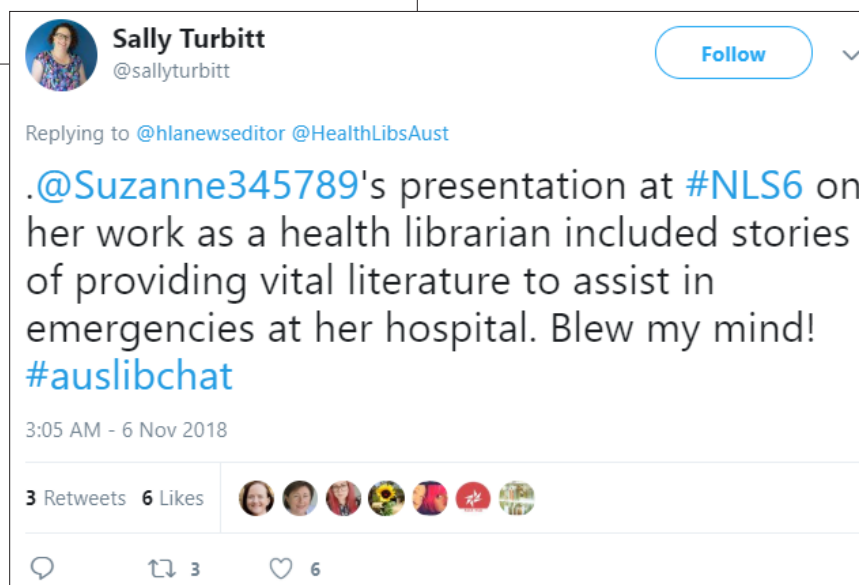 Sally Turbitt
@sallyturbitt
Follow
Replying to @hlanewseditor @HealthLibsAust
.@Suzanne345789's presentation at #NLS6 on
her work as a health librarian included stories
of providing vital literature to assist in
emergencies at her hospital. Blew my mind!
#auslibchat
3:05 AM - 6 Nov 2018
3 Retweets 6 Likes
3 6